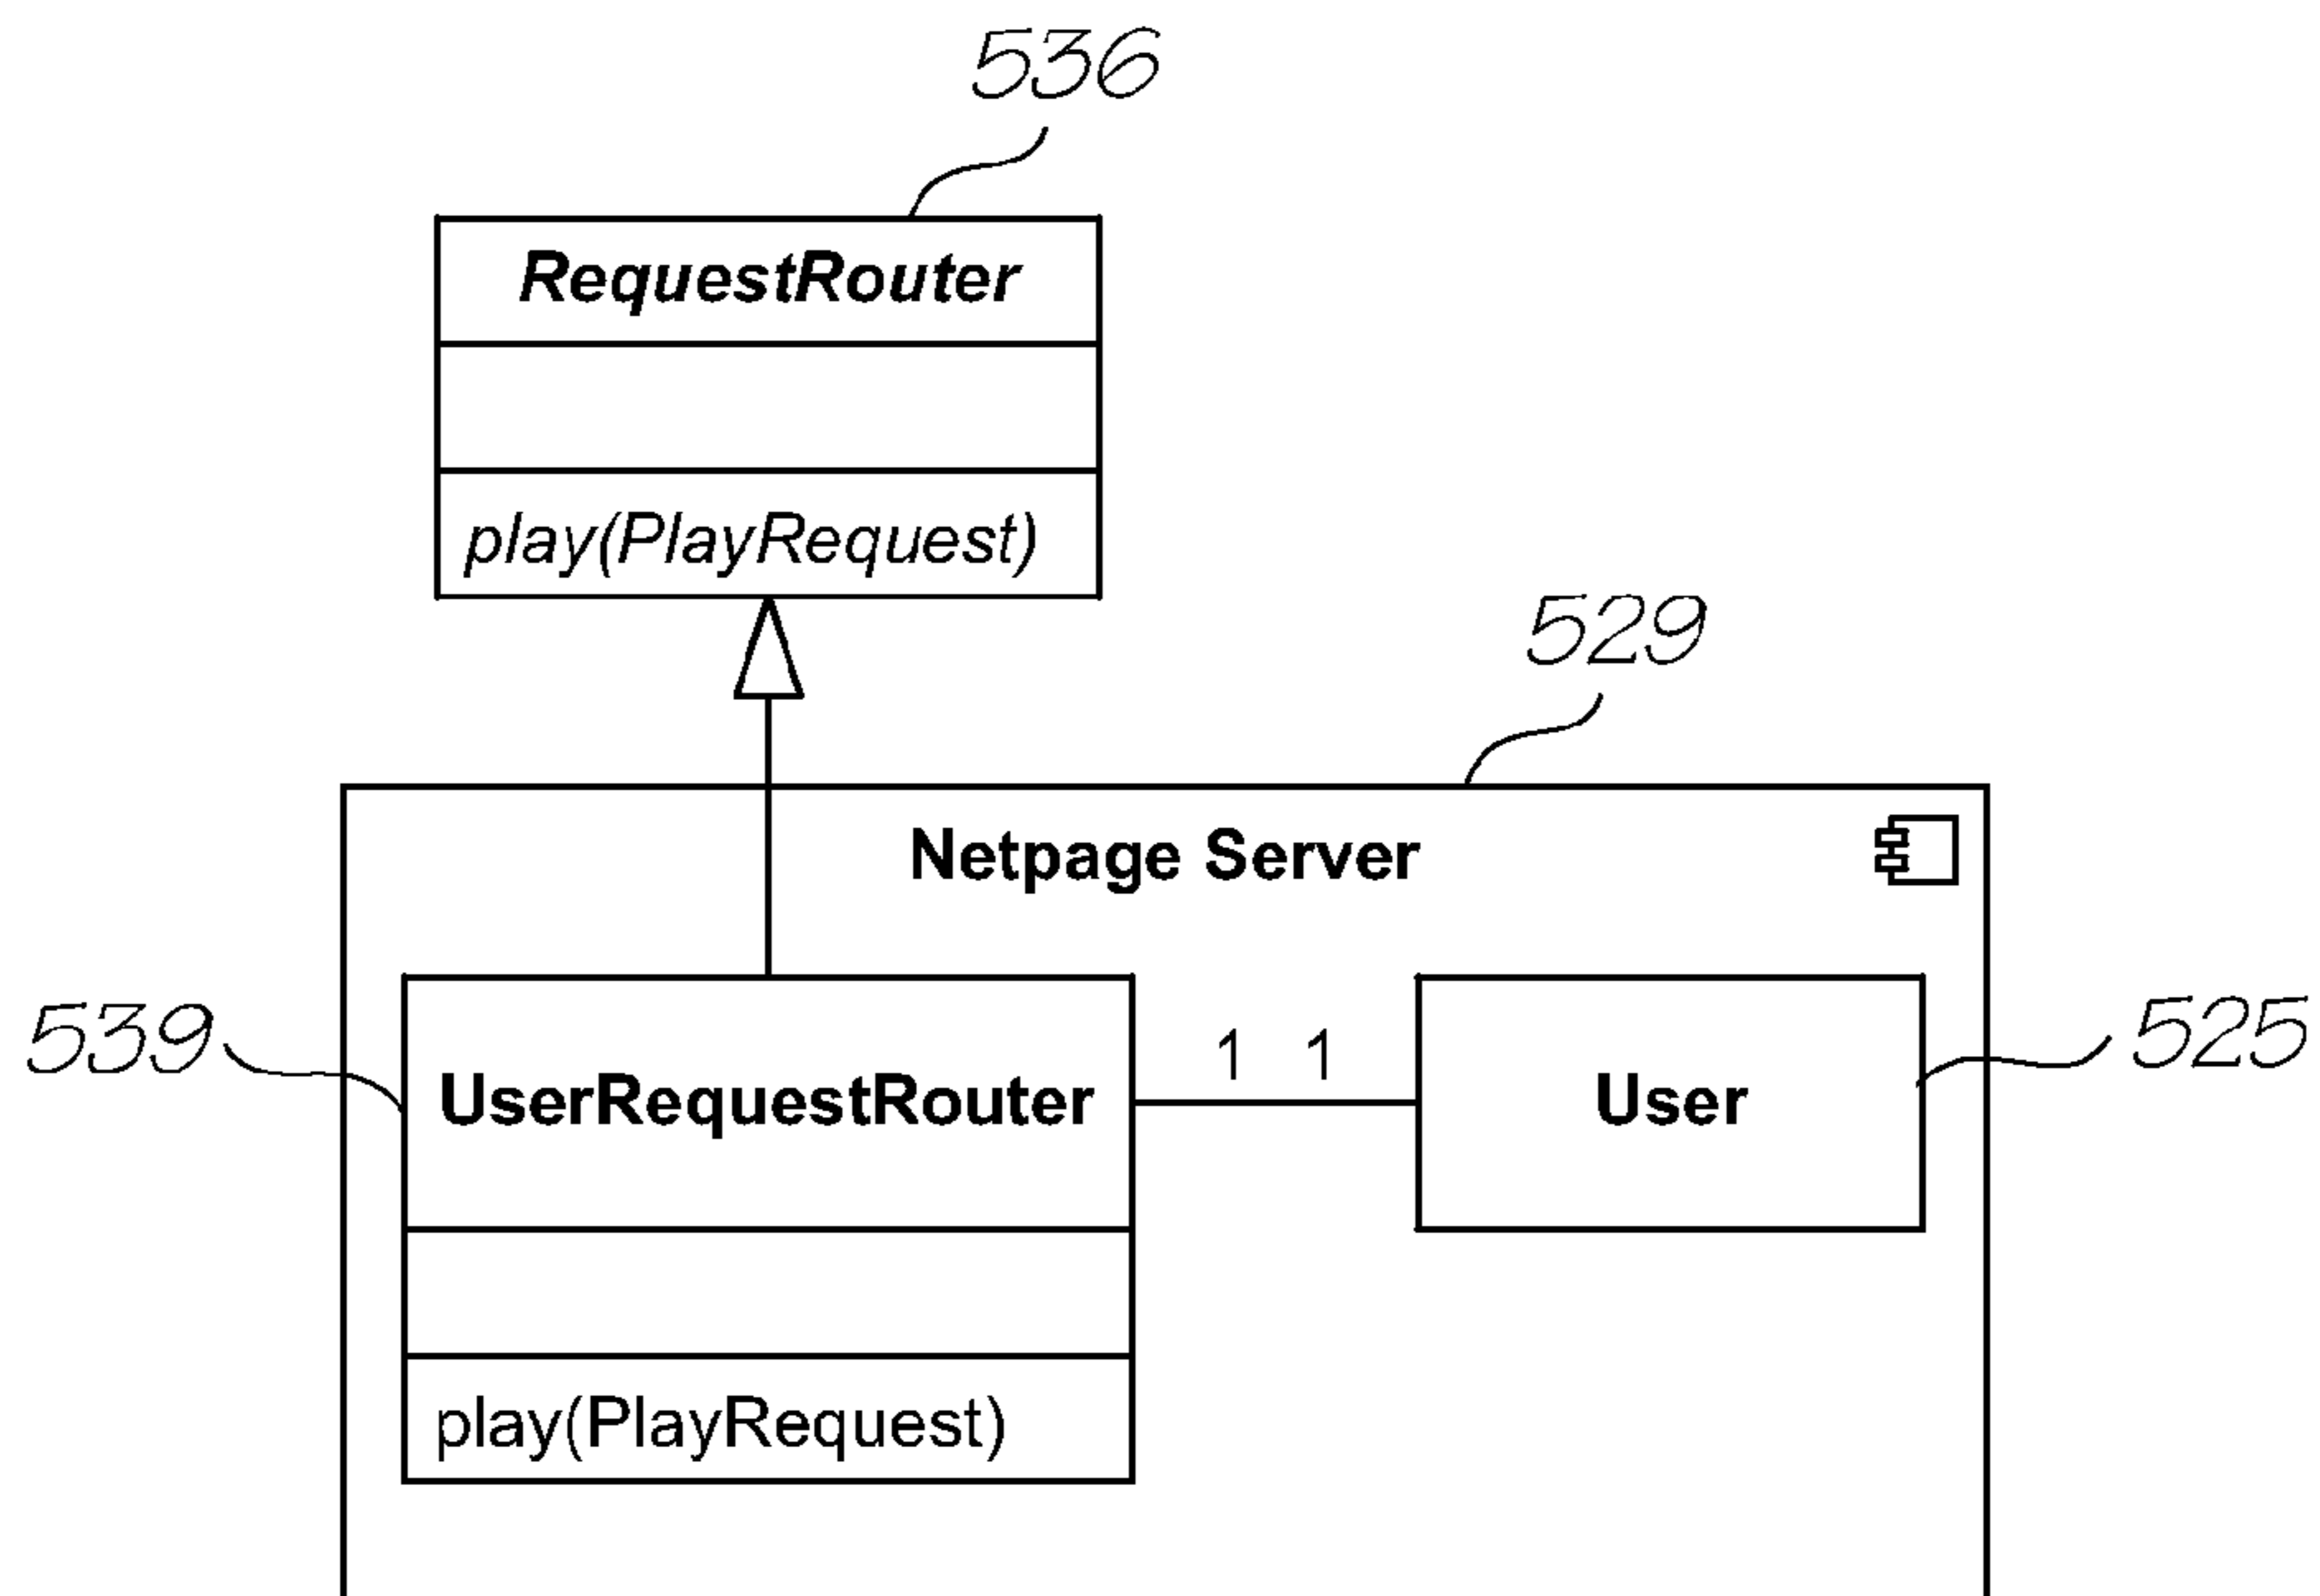 536
RequestRouter
play(PlayRequest)
529
Netpage Server
539
UserRequestRouter
1 1
User
525
play(PlayRequest)